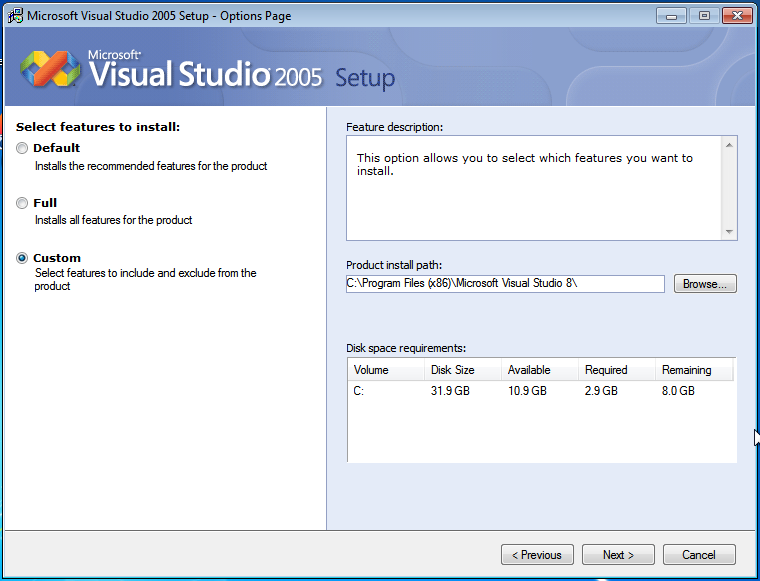 Microsoft Visual Studio 2005 Setup - Options Page
Microsoft®
Visual Studio 2005 Setup
Select features to install:
Default
Installs the recommended features for the product
Full
Installs all features for the product
Custom
Select features to include and exclude from the
product
Feature description:
This option allows you to select which features you want to
install.
Product install path:
C:\Program Files (x86)\Microsoft Visual Studio 8\
Browse...
Disk space requirements:
Volume Disk Size Available Required Remaining
C: 31.9 GB 10.9 GB 2.9 GB 8.0 GB
< Previous Next > Cancel